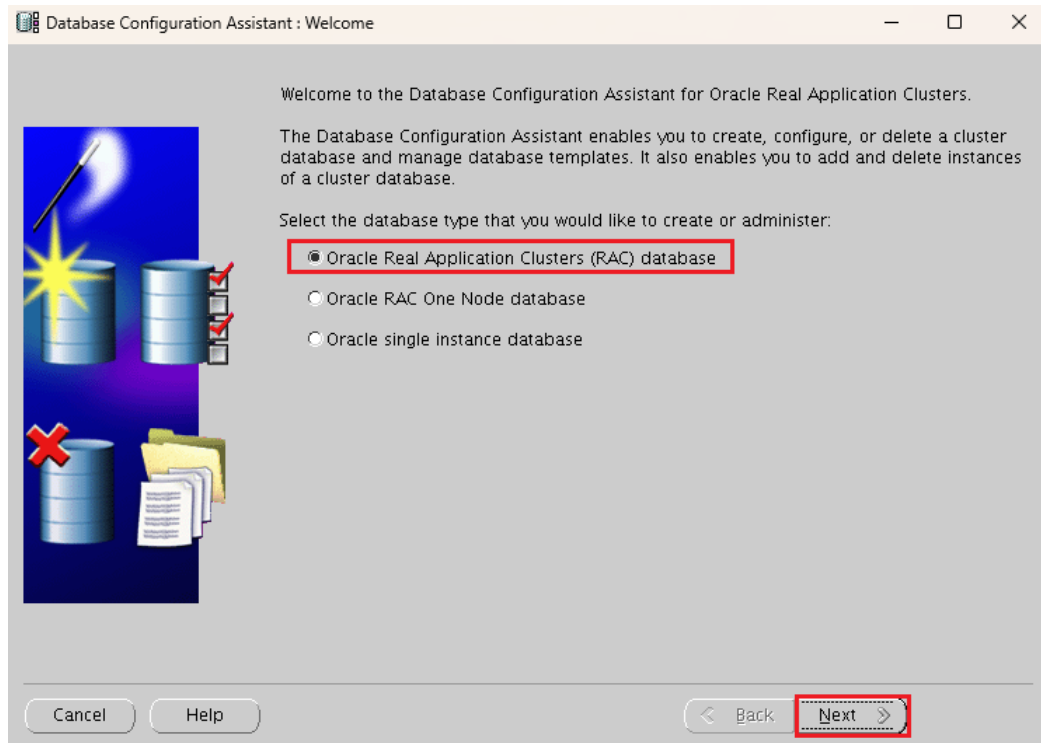 Database Configuration Assistant : Welcome
Welcome to the Database Configuration Assistant for Oracle Real Application Clusters.
The Database Configuration Assistant enables you to create, configure, or delete a cluster
database and manage database templates. It also enables you to add and delete instances
of a cluster database.
Select the database type that you would like to create or administer:
Oracle Real Application Clusters (RAC) database
Oracle RAC One Node database
Oracle single instance database
Cancel
Help
Back
Next